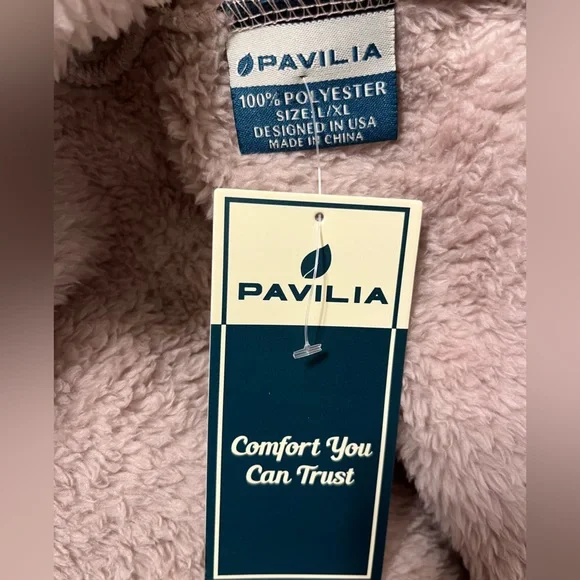 PAVILIA
100% POLYESTER
SIZE: L/XL
DESIGNED IN USA
MADE IN CHINA
PAVILIA
Comfort You
Can Trust